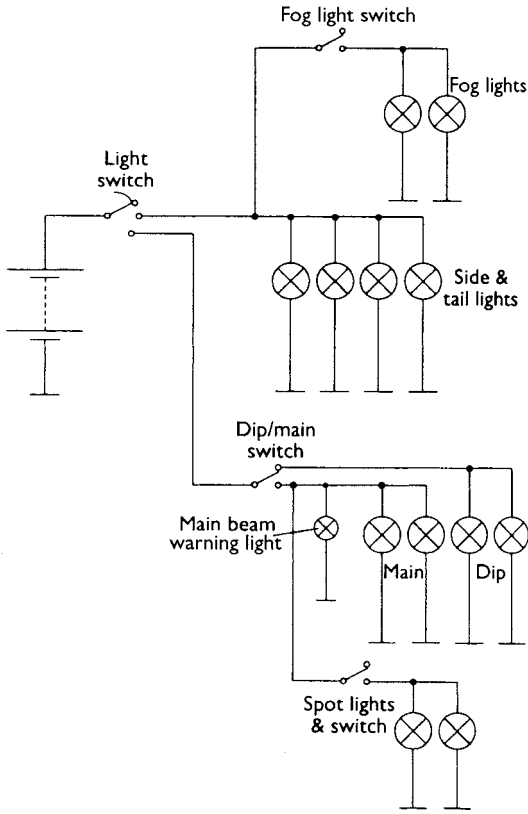 Fog light switch
Fog lights
Light
switch
Side &
tail lights
Dip/main
switch
Main beam
warning light
Main
Dip
Spot lights
& switch